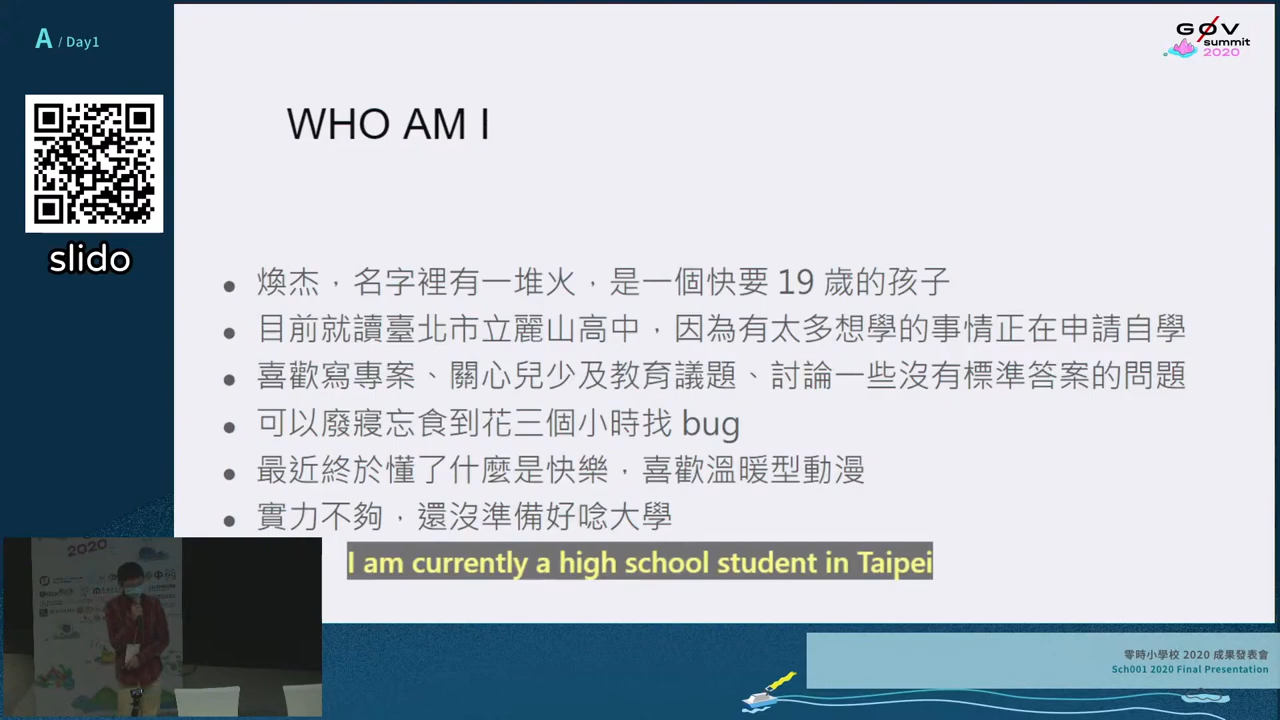 A / Day1
GØV
summit
2020
slido
WHO AM I
煥杰，名字裡有一堆火，是一個快要 19 歲的孩子
目前就讀臺北市立麗山高中，因為有太多想學的事情正在申請自學
喜歡寫專案、關心兒少及教育議題、討論一些沒有標準答案的問題
可以廢寢忘食到花三個小時找 bug
最近終於懂了什麼是快樂，喜歡溫暖型動漫
實力不夠，還沒準備好唸大學
I am currently a high school student in Taipei
2020
零時小學校 2020 成果發表會
Sch001 2020 Final Presentation